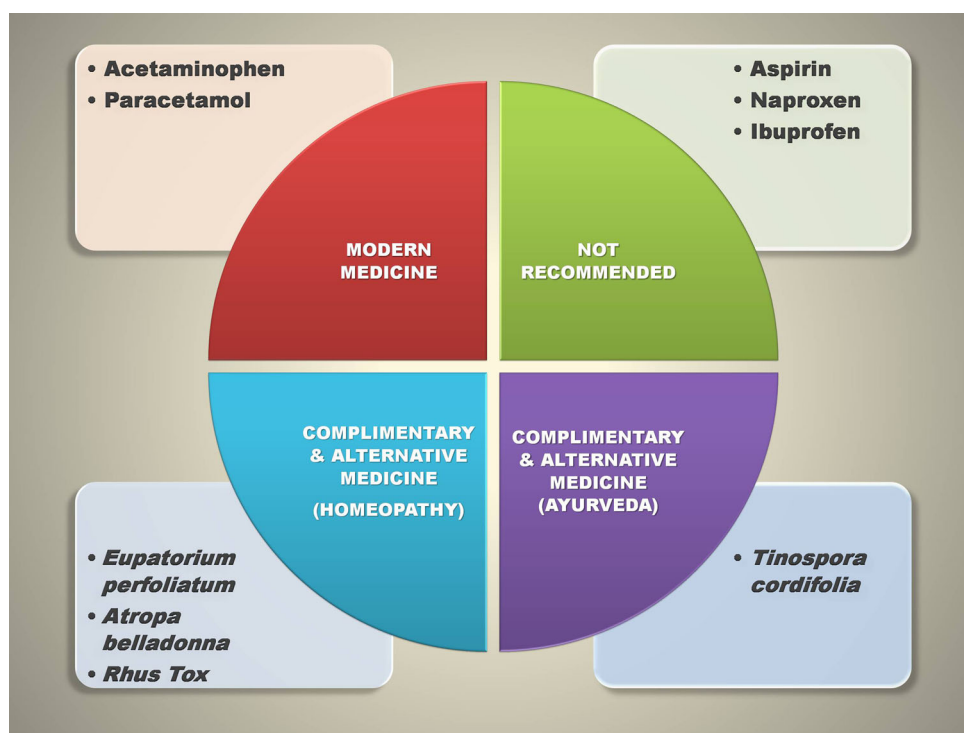 • Acetaminophen
• Paracetamol
• Aspirin
• Naproxen
• Ibuprofen
MODERN
MEDICINE
NOT
RECOMMENDED
COMPLIMENTARY
& ALTERNATIVE
MEDICINE
(HOMEOPATHY)
COMPLIMENTARY
& ALTERNATIVE
MEDICINE
(AYURVEDA)
• Eupatorium
perfoliatum
• Atropa
belladonna
• Rhus Tox
• Tinospora
cordifolia